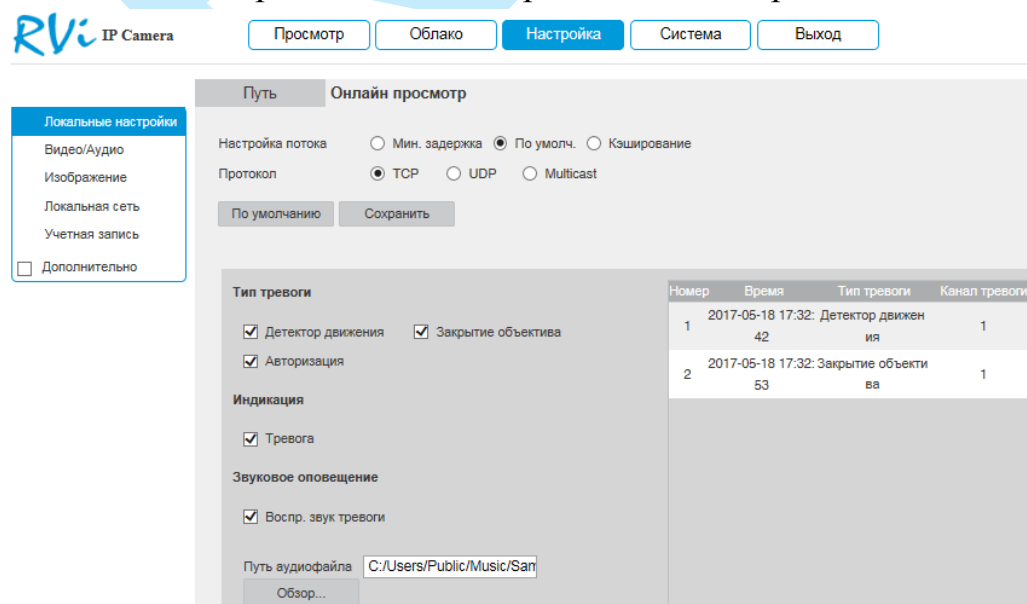 RVi IP Camera
Просмотр Облако Настройка Система Выход
Путь Онлайн просмотр
Локальные настройки
Видео/Аудио
Изображение
Локальная сеть
Учетная запись
Дополнительно
Настройка потока Мин. задержка По умолч. Кэширование
Протокол TCP UDP Multicast
По умолчанию Сохранить
Тип тревоги
Детектор движения Закрытие объектива
Авторизация
Индикация
Тревога
Звуковое оповещение
Воспр. звук тревоги
Путь аудиофайла C:/Users/Public/Music/Sam
Обзор...
Номер Время Тип тревоги Канал тревоги
1 2017-05-18 17:32: Детектор движен 1
42 ия
2 2017-05-18 17:32: Закрытие объекти 1
53 ва